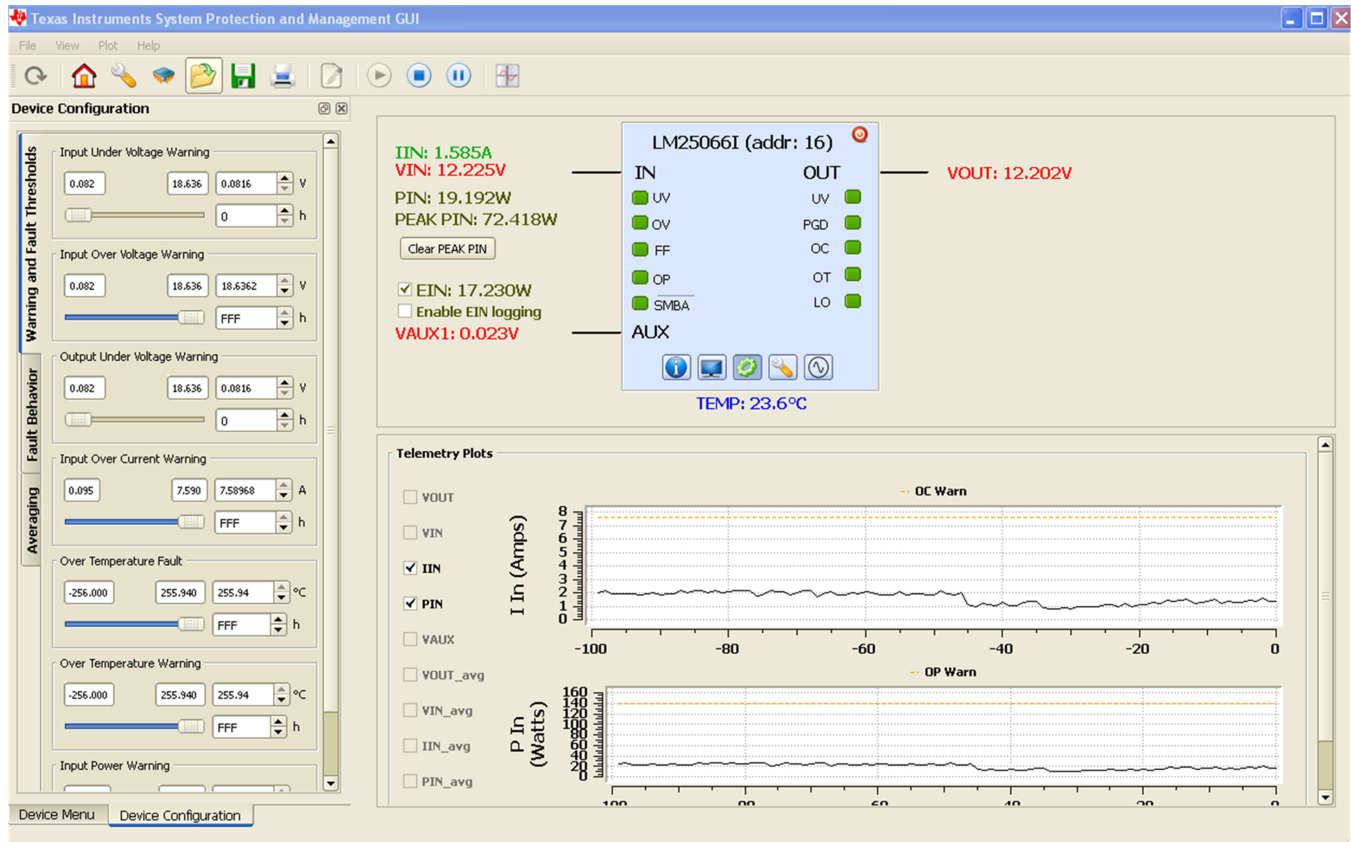 Texas Instruments System Protection and Management GUI
File View Plot Help
Device Configuration
Warning and Fault Thresholds
Fault Behavior
Averaging
Input Under Voltage Warning
0.082 18.636 0.0816 V
0 h
Input Over Voltage Warning
0.082 18.636 18.6362 V
FFF h
Output Under Voltage Warning
0.082 18.636 0.0816 V
0 h
Input Over Current Warning
0.095 7.590 7.58968 A
FFF h
Over Temperature Fault
-256.000 255.940 255.94 °C
FFF h
Over Temperature Warning
-256.000 255.940 255.94 °C
FFF h
Input Power Warning
Device Menu Device Configuration
IIN: 1.585A
VIN: 12.225V
PIN: 19.192W
PEAK PIN: 72.418W
Clear PEAK PIN
EIN: 17.230W
Enable EIN logging
VAUX1: 0.023V
LM25066I (addr: 16)
IN OUT
UV UV
OV PGD
FF OC
OP OT
SMBA LO
AUX
VOUT: 12.202V
TEMP: 23.6°C
Telemetry Plots
VOUT
VIN
IIN
PIN
VAUX
VOUT_avg
VIN_avg
IIN_avg
PIN_avg
OC Warn
I In (Amps)
8
7
6
5
4
3
2
1
0
-100 -80 -60 -40 -20 0
OP Warn
P In
(Watts)
160
140
120
100
80
60
40
20
0